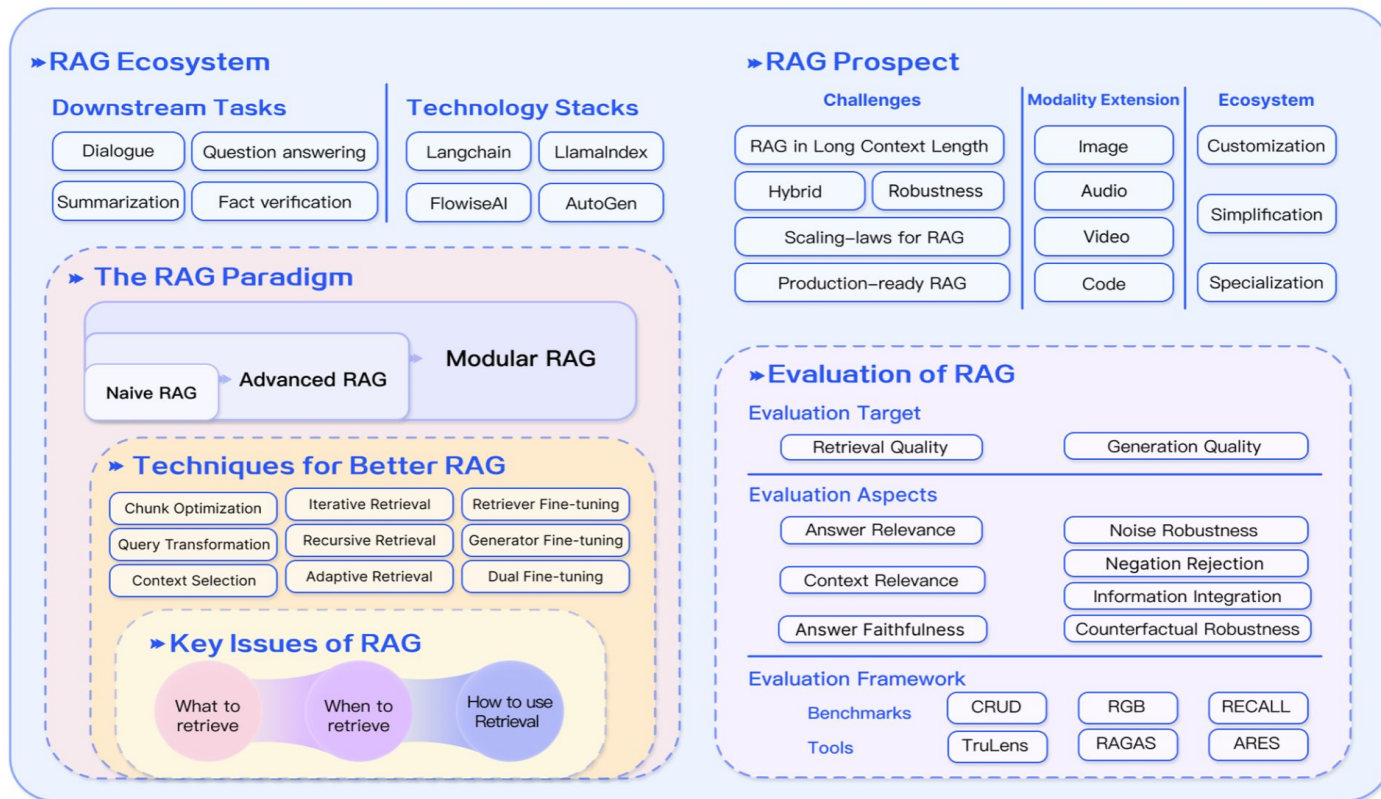 RAG Ecosystem
Downstream Tasks
Dialogue
Question answering
Summarization
Fact verification
Technology Stacks
Langchain
LlamaIndex
FlowiseAI
AutoGen
The RAG Paradigm
Naive RAG
Advanced RAG
Modular RAG
Techniques for Better RAG
Chunk Optimization
Iterative Retrieval
Retriever Fine-tuning
Query Transformation
Recursive Retrieval
Generator Fine-tuning
Context Selection
Adaptive Retrieval
Dual Fine-tuning
Key Issues of RAG
What to
retrieve
When to
retrieve
How to use
Retrieval
RAG Prospect
Challenges
RAG in Long Context Length
Hybrid
Robustness
Scaling-laws for RAG
Production-ready RAG
Modality Extension
Image
Audio
Video
Code
Ecosystem
Customization
Simplification
Specialization
Evaluation of RAG
Evaluation Target
Retrieval Quality
Generation Quality
Evaluation Aspects
Answer Relevance
Context Relevance
Answer Faithfulness
Noise Robustness
Negation Rejection
Information Integration
Counterfactual Robustness
Evaluation Framework
Benchmarks
CRUD
RGB
RECALL
Tools
TruLens
RAGAS
ARES